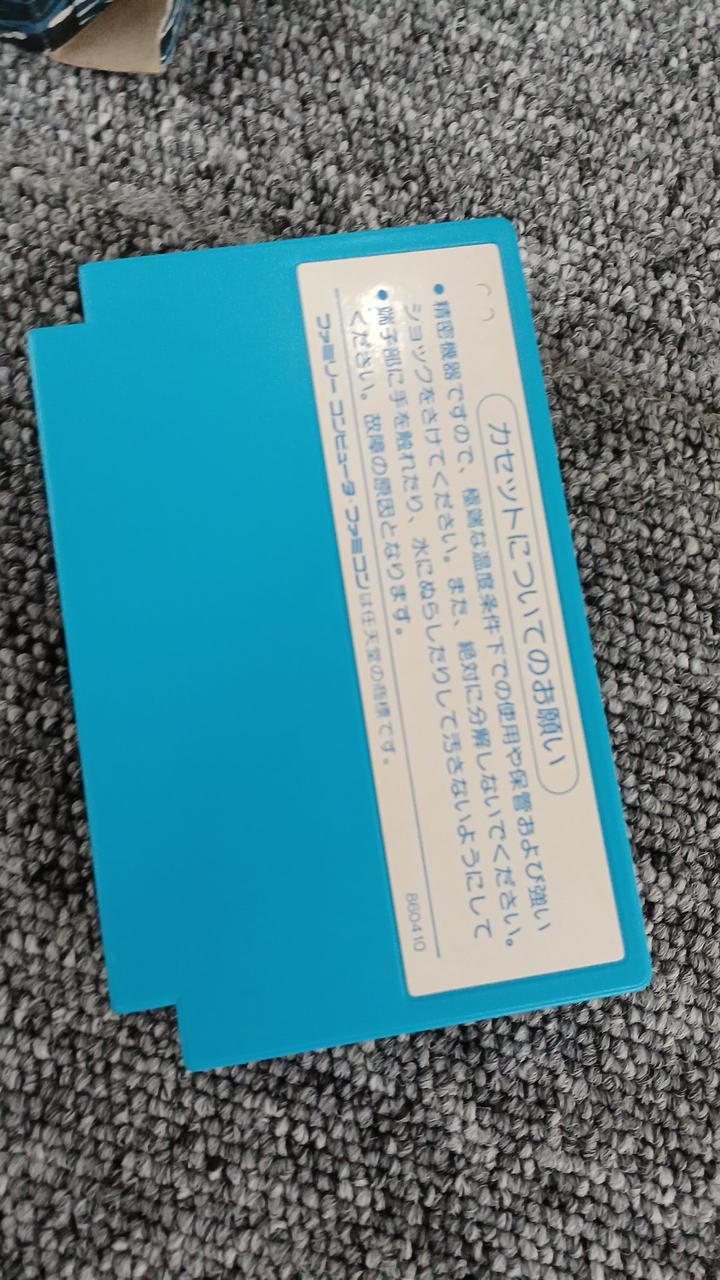 カセットについてのお願い
●精密機器ですので、極端な温度条件下での使用や保管および強い
ショックをさけてください。また、絶対に分解しないでください。
●端子部に手を触れたり、水にぬらしたりして汚さないようにして
ください。故障の原因となります。
ファミリー コンピュータ・ファミコンは任天堂の商標です。
860410